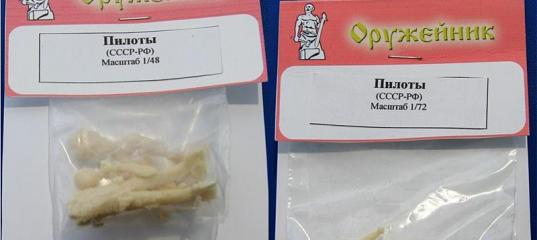 Пилоты
(СССР-РФ)
Масштаб 1/48
Оружейник
Пилоты
(СССР-РФ)
Масштаб 1/72